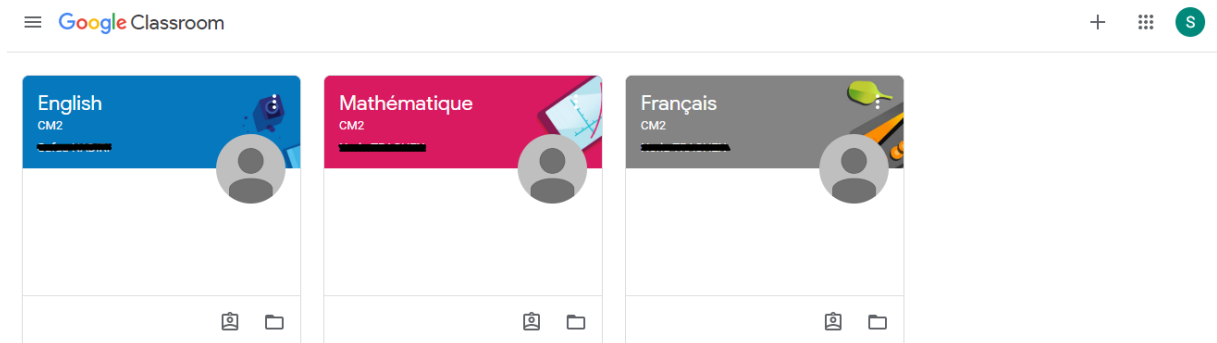 Google Classroom
S
English
CM2
Mathématique
CM2
Français
CM2